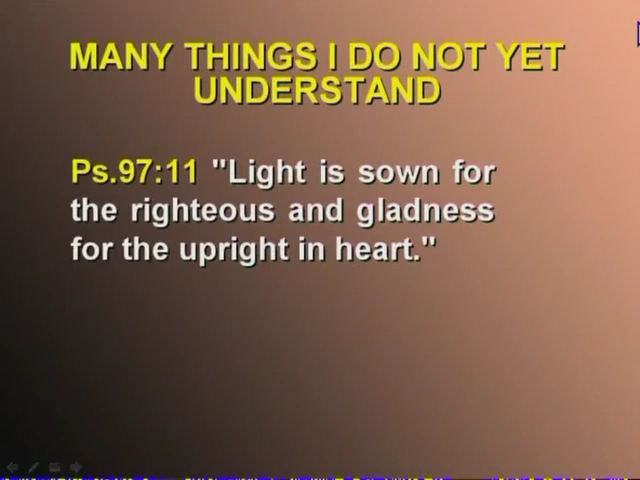 MANY THINGS I DO NOT YET
UNDERSTAND
Ps.97:11 "Light is sown for
the righteous and gladness
for the upright in heart."